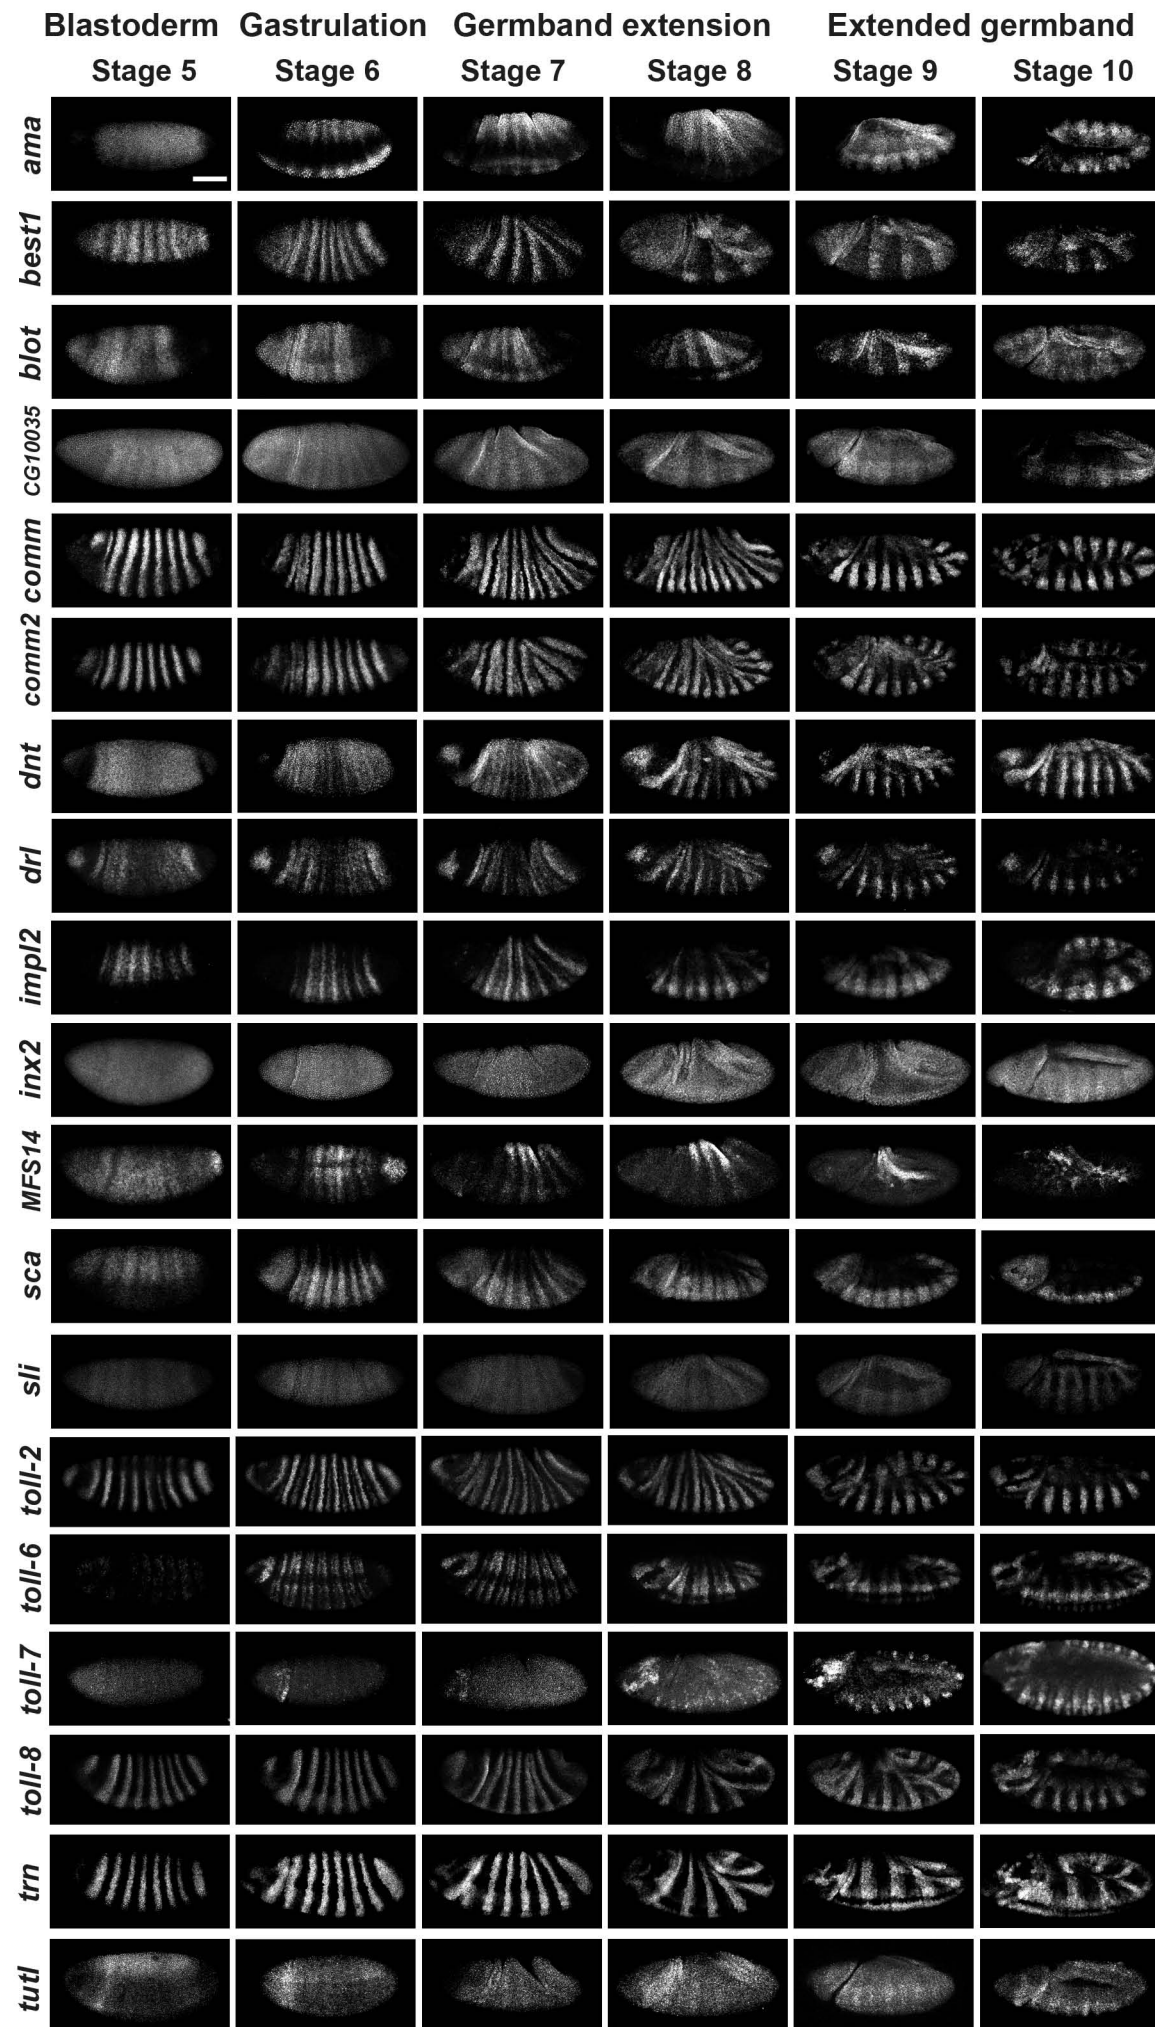 Blastoderm Gastrulation Germband extension Extended germband
Stage 5 Stage 6 Stage 7 Stage 8 Stage 9 Stage 10
ama
best1
blot
CG10035
comm
comm2
dnt
drl
impl2
inx2
MFS14
sca
sli
toll-2
toll-6
toll-7
toll-8
trn
tutl